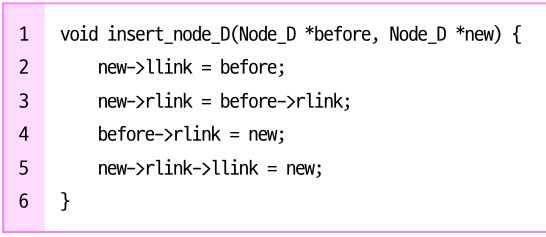 1 void insert_node_D(Node_D *before, Node_D *new) {
2 new->llink = before;
3 new->rlink = before->rlink;
4 before->rlink = new;
5 new->rlink->llink = new;
6 }